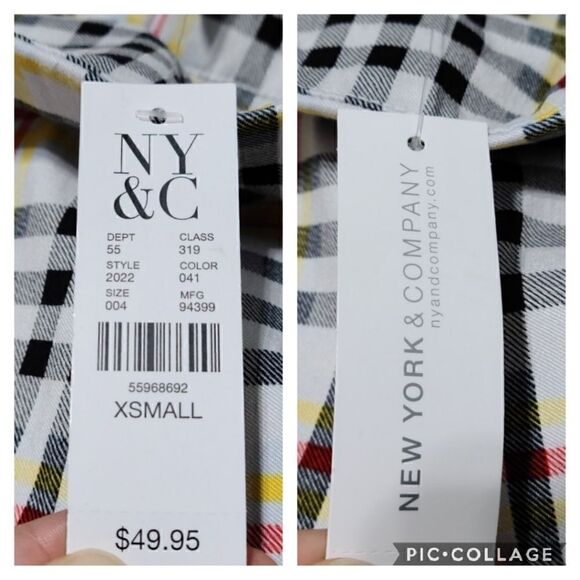 NY
&C
DEPT CLASS
55 319
STYLE COLOR
2022 041
SIZE MFG
004 94399
55968692
XSMALL
$49.95
NEW YORK & COMPANY
nyandcompany.com
PIC•COLLAGE